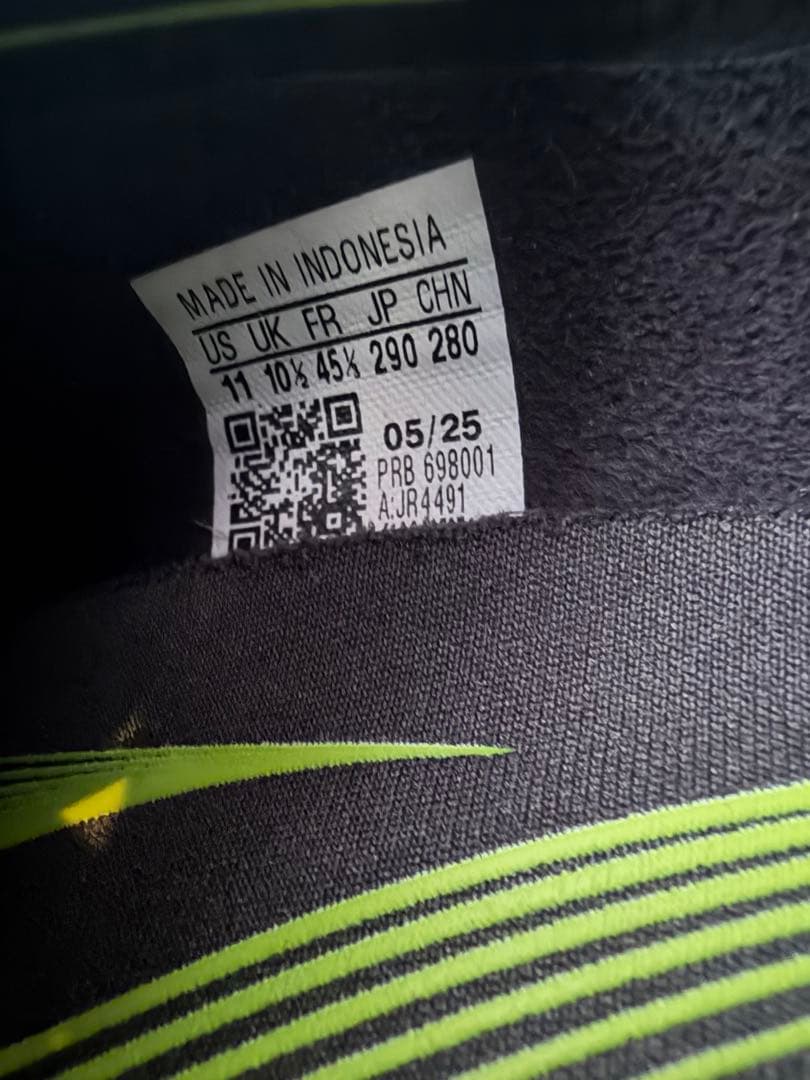 MADE IN INDONESIA
US UK FR JP CHN
11 10½ 45⅓ 290 280
05/25
PRB 698001
A:JR4491